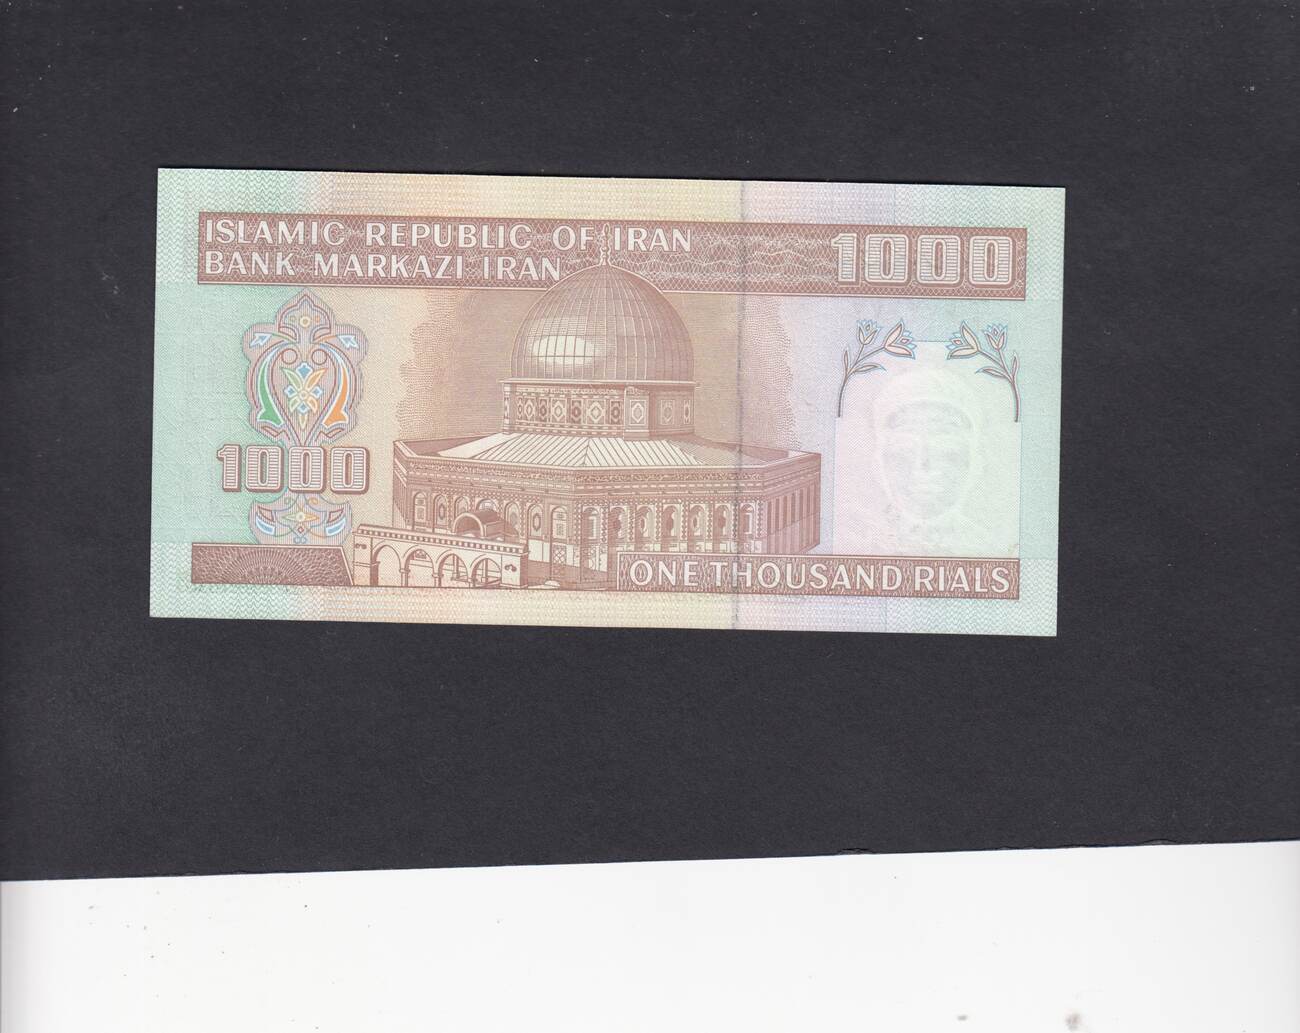 ISLAMIC REPUBLIC OF IRAN
BANK MARKAZI IRAN
1000
1000
ONE THOUSAND RIALS